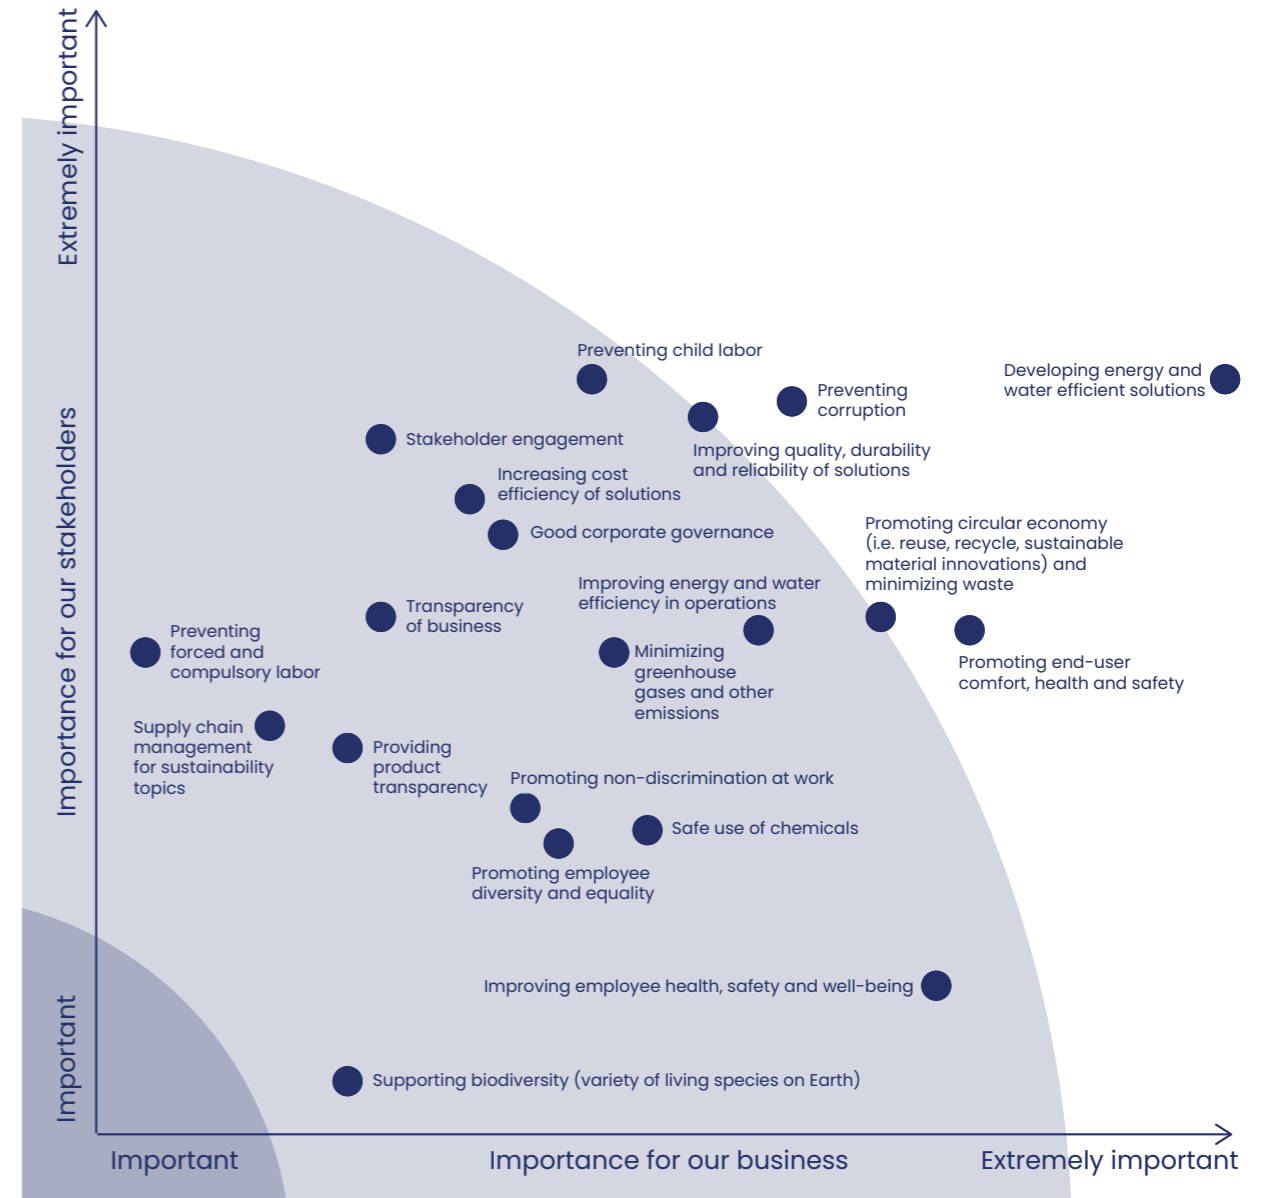 Extremely important
Importance for our stakeholders
Important
Preventing child labor
Developing energy and
water efficient solutions
Preventing
corruption
Stakeholder engagement
Improving quality, durability
and reliability of solutions
Increasing cost
efficiency of solutions
Good corporate governance
Promoting circular economy
(i.e. reuse, recycle, sustainable
material innovations) and
minimizing waste
Improving energy and water
efficiency in operations
Transparency
of business
Preventing
forced and
compulsory labor
Minimizing
greenhouse
gases and other
emissions
Promoting end-user
comfort, health and safety
Supply chain
management
for sustainability
topics
Providing
product
transparency
Promoting non-discrimination at work
Safe use of chemicals
Promoting employee
diversity and equality
Improving employee health, safety and well-being
Supporting biodiversity (variety of living species on Earth)
Important
Importance for our business
Extremely important